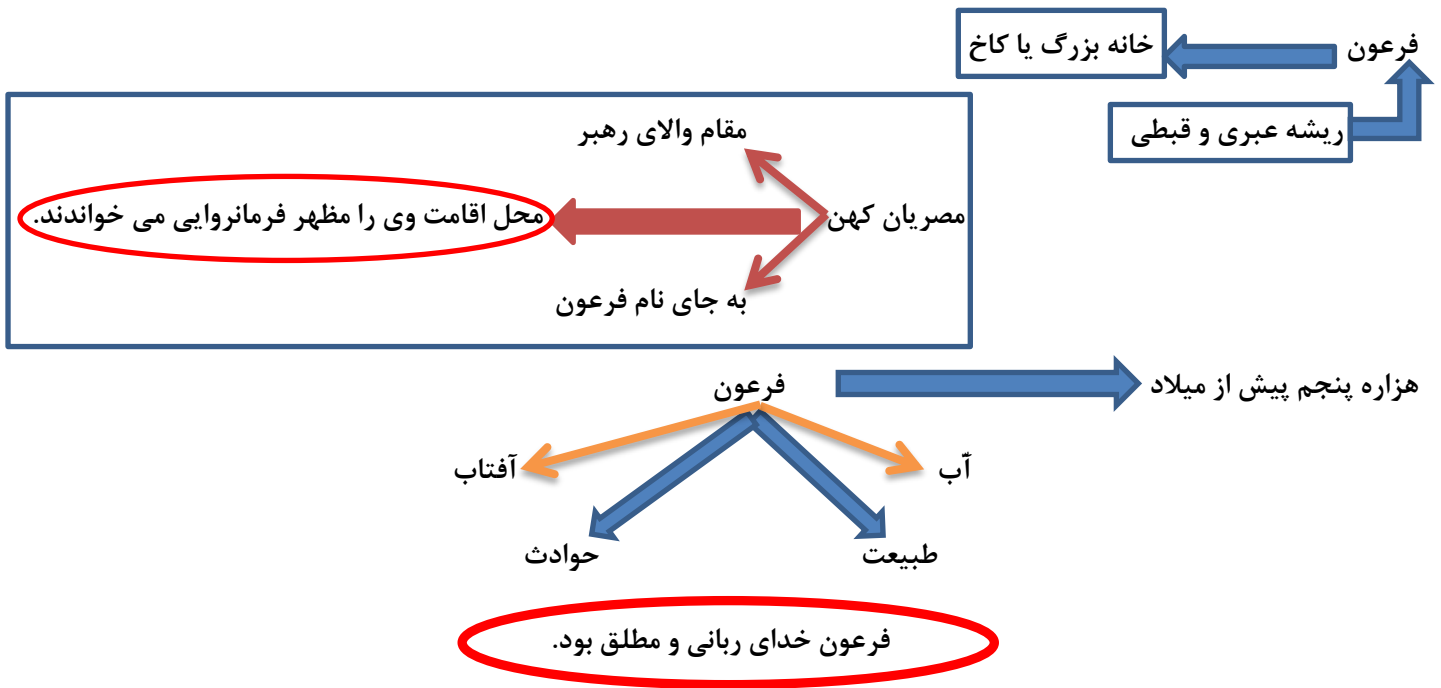 فرعون
خانه بزرگ یا کاخ
ریشه عبری و قبطی
مقام والای رهبر
مصریان کهن
محل اقامت وی را مظهر فرمانروایی می خواندند.
به جای نام فرعون
هزاره پنجم پیش از میلاد
فرعون
آّب
آفتاب
طبیعت
حوادث
فرعون خدای ربانی و مطلق بود.